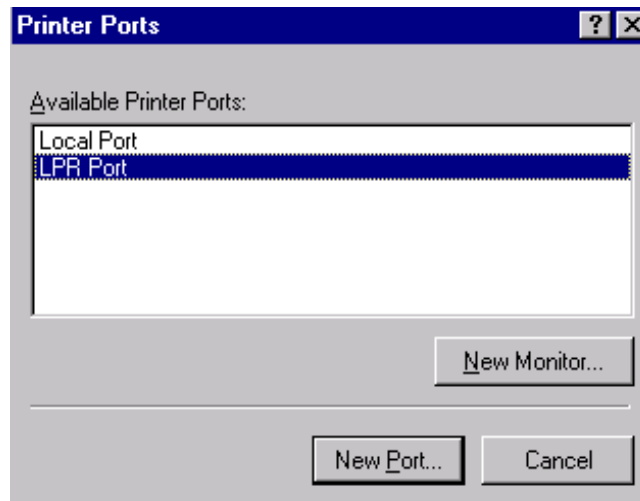 Printer Ports
Available Printer Ports:
Local Port
LPR Port
New Monitor...
New Port...
Cancel